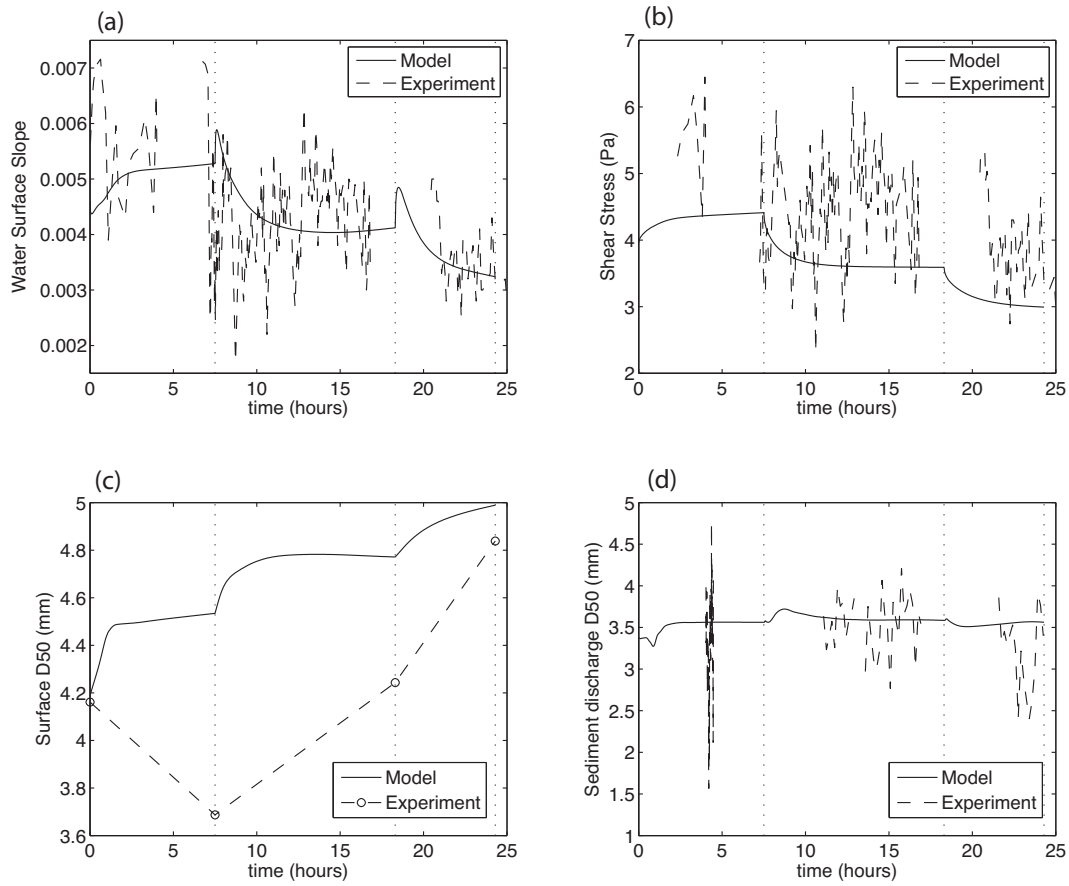 (a)
0.007
0.006
0.005
0.004
0.003
0.002
Water Surface Slope
0 5 10 15 20 25
time (hours)
Model
Experiment
(b)
7
6
5
4
3
2
Shear Stress (Pa)
0 5 10 15 20 25
time (hours)
Model
Experiment
(c)
5
4.8
4.6
4.4
4.2
4
3.8
3.6
Surface D50 (mm)
0 5 10 15 20 25
time (hours)
Model
Experiment
(d)
5
4.5
4
3.5
3
2.5
2
1.5
1
Sediment discharge D50 (mm)
0 5 10 15 20 25
time (hours)
Model
Experiment